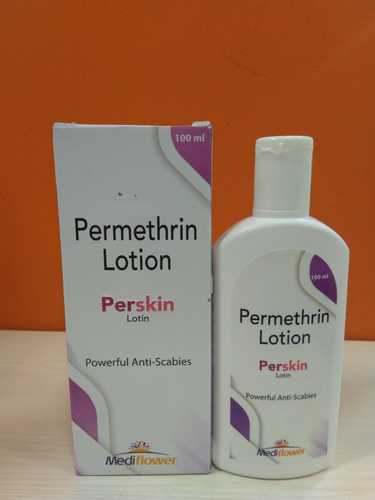 100 ml
Permethrin
Lotion
Perskin
Lotin
Powerful Anti-Scabies
Mediflower
100 ml
Permethrin
Lotion
Perskin
Lotin
Powerful Anti-Scabies
Mediflower